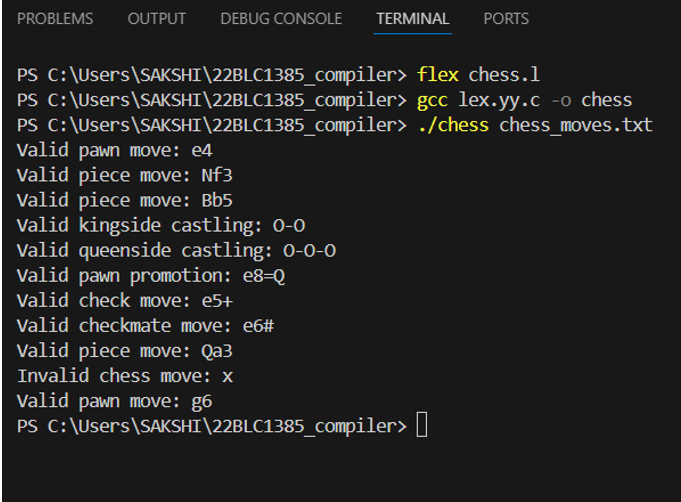 PROBLEMS OUTPUT DEBUG CONSOLE TERMINAL PORTS
PS C:\Users\SAKSHI\22BLC1385_compiler> flex chess.l
PS C:\Users\SAKSHI\22BLC1385_compiler> gcc lex.yy.c -o chess
PS C:\Users\SAKSHI\22BLC1385_compiler> ./chess chess_moves.txt
Valid pawn move: e4
Valid piece move: Nf3
Valid piece move: Bb5
Valid kingside castling: O-O
Valid queenside castling: O-O-O
Valid pawn promotion: e8=Q
Valid check move: e5+
Valid checkmate move: e6#
Valid piece move: Qa3
Invalid chess move: x
Valid pawn move: g6
PS C:\Users\SAKSHI\22BLC1385_compiler>